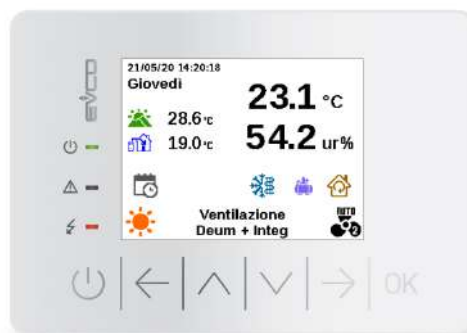 EVCO
21/05/20 14:20:18
Giovedì
23.1 °C
28.6 °C
19.0 °C
54.2 ur%
Ventilazione
Deum + Integ
AUTO
2
OK